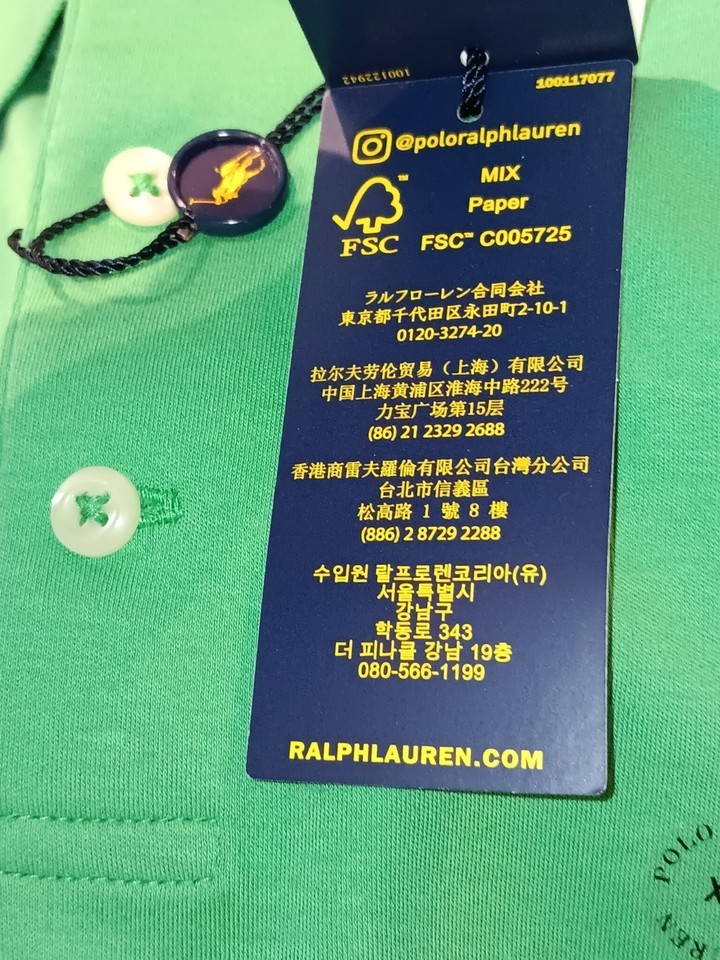 100122942
100117077
@poloralphlauren
MIX
Paper
FSC™ C005725
™
FSC
ラルフローレン合同会社
東京都千代田区永田町2-10-1
0120-3274-20
拉尔夫劳伦贸易（上海）有限公司
中国上海黄浦区淮海中路222号
力宝广场第15层
(86) 21 2329 2688
香港商雷夫羅倫有限公司台灣分公司
台北市信義區
松高路 1 號 8 樓
(886) 2 8729 2288
수입원 랄프로렌코리아(유)
서울특별시
강남구
학동로 343
더 피나클 강남 19층
080-566-1199
RALPHLAUREN.COM
POLO